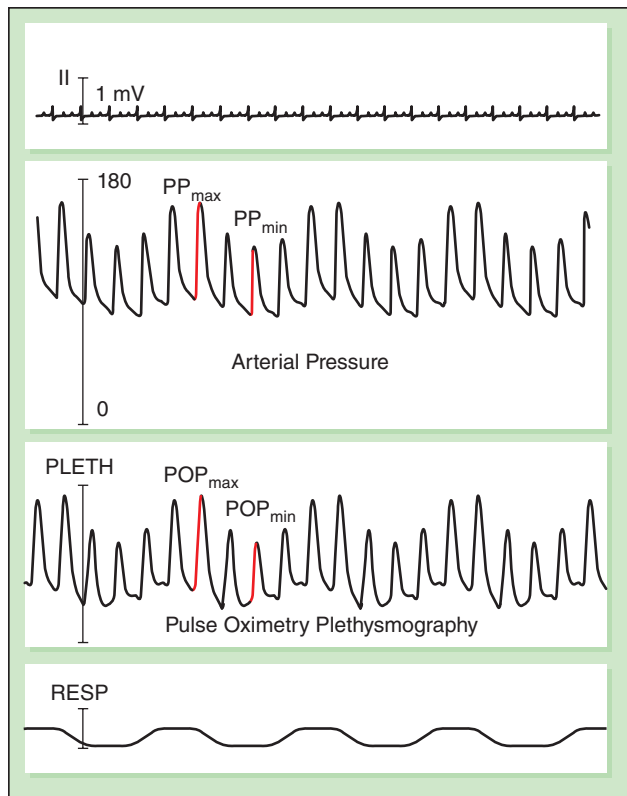 II
1 mV
180
PPmax
PPmin
Arterial Pressure
0
PLETH
POPmax
POPmin
Pulse Oximetry Plethysmography
RESP